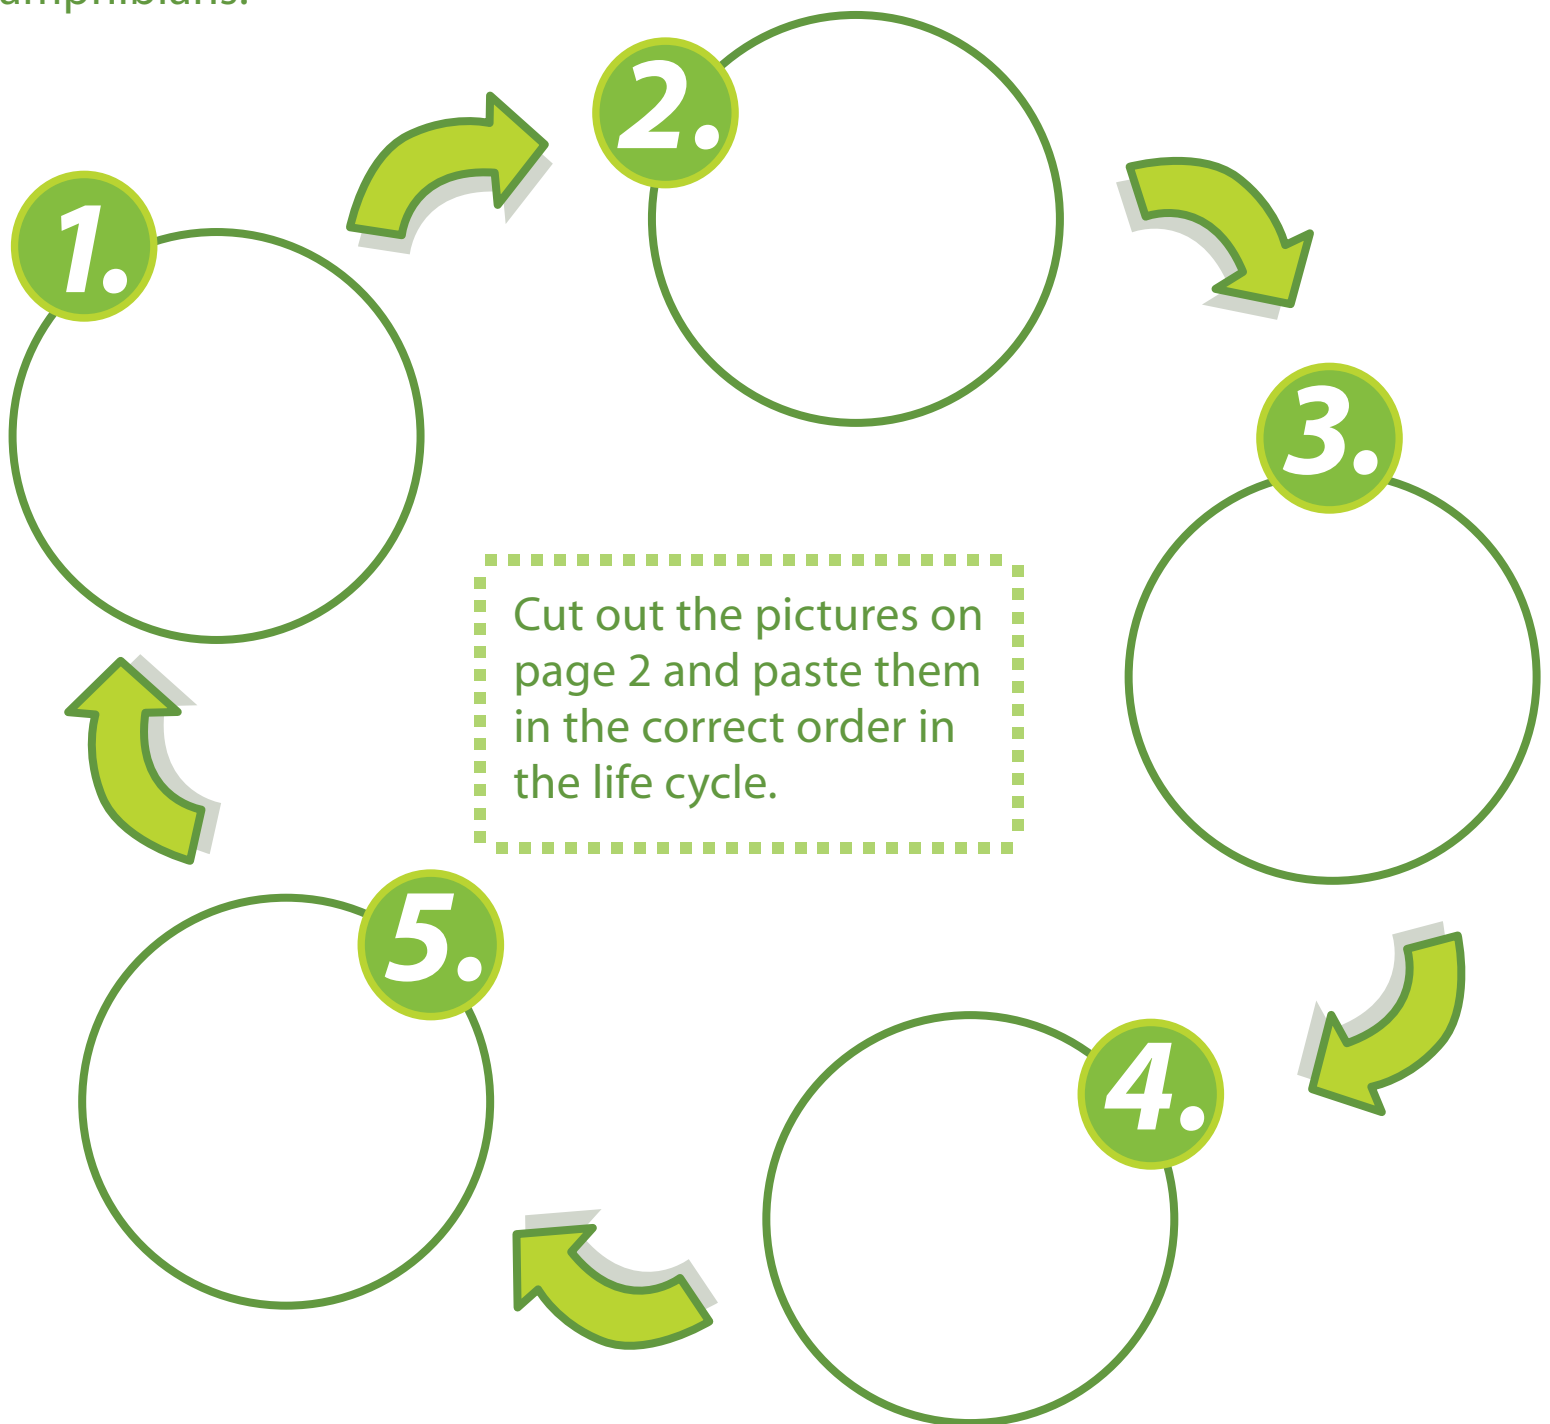 amphibians.
2.
1.
3.
Cut out the pictures on
page 2 and paste them
in the correct order in
the life cycle.
5.
4.